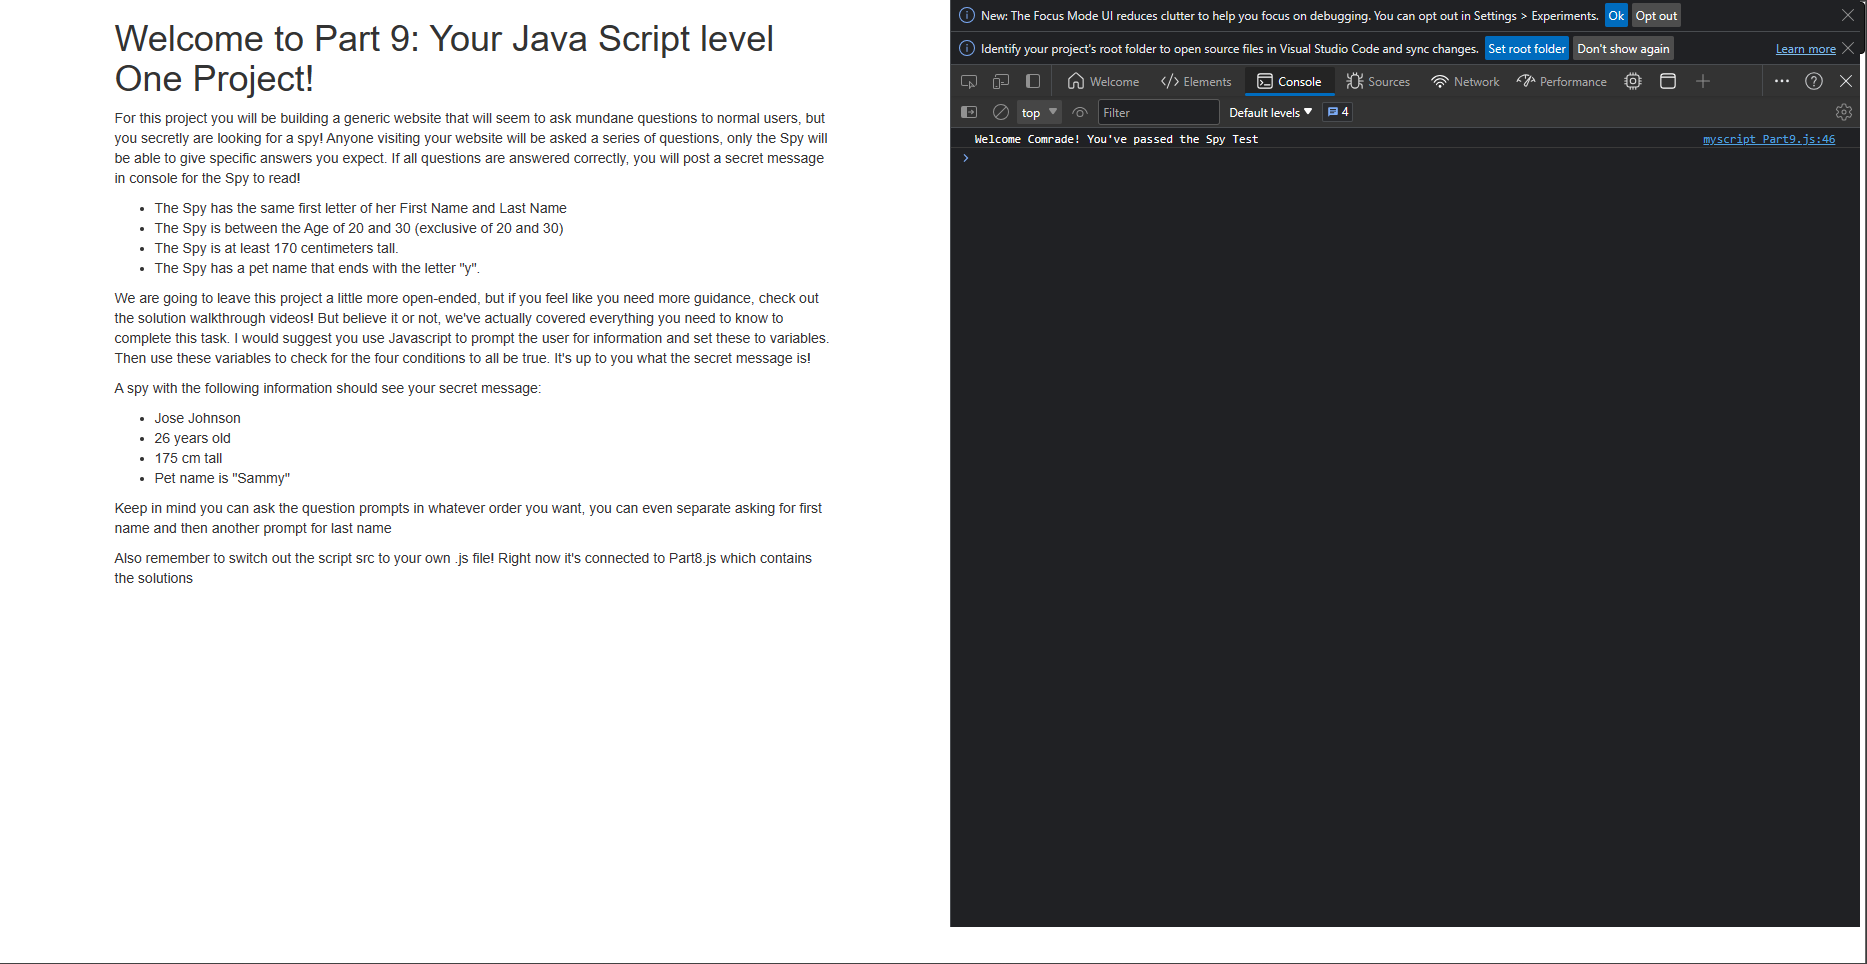 Welcome to Part 9: Your Java Script level
One Project!
For this project you will be building a generic website that will seem to ask mundane questions to normal users, but
you secretly are looking for a spy! Anyone visiting your website will be asked a series of questions, only the Spy will
be able to give specific answers you expect. If all questions are answered correctly, you will post a secret message
in console for the Spy to read!
• The Spy has the same first letter of her First Name and Last Name
• The Spy is between the Age of 20 and 30 (exclusive of 20 and 30)
• The Spy is at least 170 centimeters tall.
• The Spy has a pet name that ends with the letter "y".
We are going to leave this project a little more open-ended, but if you feel like you need more guidance, check out
the solution walkthrough videos! But believe it or not, we've actually covered everything you need to know to
complete this task. I would suggest you use Javascript to prompt the user for information and set these to variables.
Then use these variables to check for the four conditions to all be true. It's up to you what the secret message is!
A spy with the following information should see your secret message:
• Jose Johnson
• 26 years old
• 175 cm tall
• Pet name is "Sammy"
Keep in mind you can ask the question prompts in whatever order you want, you can even separate asking for first
name and then another prompt for last name
Also remember to switch out the script src to your own .js file! Right now it's connected to Part8.js which contains
the solutions
New: The Focus Mode UI reduces clutter to help you focus on debugging. You can opt out in Settings > Experiments. Ok Opt out
Identify your project's root folder to open source files in Visual Studio Code and sync changes. Set root folder Don't show again Learn more
Welcome Elements Console Sources Network Performance
top Filter Default levels 4
Welcome Comrade! You've passed the Spy Test myscript Part9.js:46